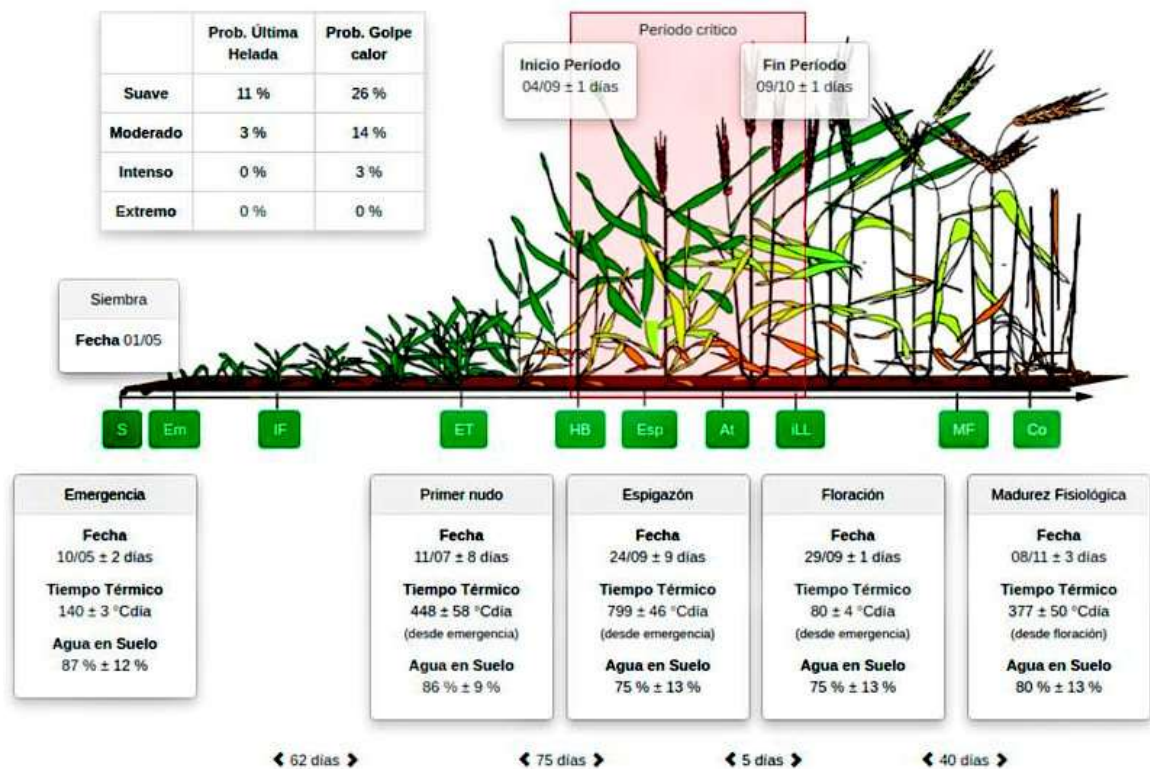 Prob. Última Helada Prob. Golpe calor
Suave 11 % 26 %
Moderado 3 % 14 %
Intenso 0 % 3 %
Extremo 0 % 0 %
Periodo crítico
Inicio Período
04/09 ± 1 días
Fin Período
09/10 ± 1 días
Siembra
Fecha 01/05
S Em IF ET HB Esp At iLL MF Co
Emergencia
Fecha
10/05 ± 2 días
Tiempo Térmico
140 ± 3 °Cdía
Agua en Suelo
87 % ± 12 %
Primer nudo
Fecha
11/07 ± 8 días
Tiempo Térmico
448 ± 58 °Cdía
(desde emergencia)
Agua en Suelo
86 % ± 9 %
Espigazón
Fecha
24/09 ± 9 días
Tiempo Térmico
799 ± 46 °Cdía
(desde emergencia)
Agua en Suelo
75 % ± 13 %
Floración
Fecha
29/09 ± 1 días
Tiempo Térmico
80 ± 4 °Cdía
(desde emergencia)
Agua en Suelo
75 % ± 13 %
Madurez Fisiológica
Fecha
08/11 ± 3 días
Tiempo Térmico
377 ± 50 °Cdía
(desde floración)
Agua en Suelo
80 % ± 13 %
62 días 75 días 5 días 40 días